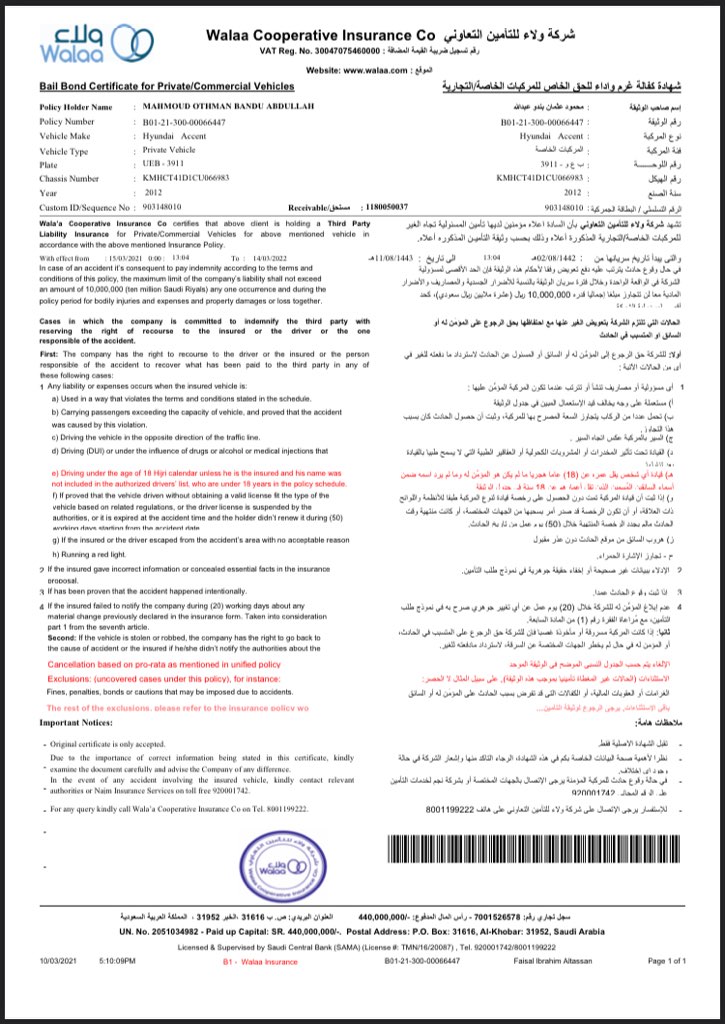 ولاء
Walaa
Walaa Cooperative Insurance Co شركة ولاء للتأمين التعاوني
VAT Reg. No. 30047075460000 : رقم تسجيل ضريبة القيمة المضافة
Website: www.walaa.com : الموقع
Bail Bond Certificate for Private/Commercial Vehicles
شهادة كفالة غرم واداء للحق الخاص للمركبات الخاصة/التجارية
Policy Holder Name : MAHMOUD OTHMAN BANDU ABDULLAH
إسم صاحب الوثيقة : محمود عثمان بندو عبدالله
Policy Number : B01-21-300-00066447
رقم الوثيقة : B01-21-300-00066447
Vehicle Make : Hyundai Accent
نوع المركبة : Hyundai Accent
Vehicle Type : Private Vehicle
فئة المركبة : المركبات الخاصة
Plate : UEB - 3911
رقم اللوحـــــة : ب ع و - 3911
Chassis Number : KMHCT41D1CU066983
رقم الهيكل : KMHCT41D1CU066983
Year : 2012
سنة الصنع : 2012
Custom ID/Sequence No : 903148010 Receivable/مستحق : 1180050037
الرقم التسلسلي / البطاقة الجمركية : 903148010
Wala'a Cooperative Insurance Co certifies that above client is holding a Third Party
Liability Insurance for Private/Commercial Vehicles for above mentioned vehicle in
accordance with the above mentioned Insurance Policy.
تشهد شركة ولاء للتأمين التعاوني بأن السادة اعلاه مؤمنين لديها تأمين المسئولية تجاه الغير
للمركبات الخاصة/التجارية المذكورة أعلاه وذلك بحسب وثيقة التأمين المذكوره أعلاه.
With effect from : 15/03/2021 0:00 : 13:04 To : 14/03/2022
والتي يبدأ تاريخ سريانها من : 02/08/1442هـ 13:04 الى تاريخ : 11/08/1443هـ
In case of an accident it's consequent to pay indemnity according to the terms and
conditions of this policy, the maximum limit of the company's liability shall not exceed
an amount of 10,000,000 (ten million Saudi Riyals) any one occurrence and during the
policy period for bodily injuries and expenses and property damages or loss together.
في حال وقوع حادث يترتب عليه دفع تعويض وفقا لأحكام هذه الوثيقة فإن الحد الأقصى لمسؤولية
الشركة في الواقعة الواحدة وخلال فترة سريان الوثيقة بالنسبة للأضرار الجسدية والمصاريف والأضرار
المادية معا لن تتجاوز مبلغا إجماليا قدره 10,000,000 ريال (عشرة ملايين ريال سعودي)، كحد
Cases in which the company is committed to indemnify the third party with
reserving the right of recourse to the insured or the driver or the one
responsible of the accident.
الحالات التي تلتزم الشركة بتعويض الغير عنها مع احتفاظها بحق الرجوع على المؤمن له أو
السائق او المتسبب في الحادث
First: The company has the right to recourse to the driver or the insured or the person
responsible of the accident to recover what has been paid to the third party in any of
these following cases:
أولا: للشركة حق الرجوع إلى المؤمن له أو السائق أو المسئول عن الحادث لاسترداد ما دفعته للغير في
أي من الحالات الآتية :
1 Any liability or expenses occur when the insured vehicle is:
1 أي مسؤولية أو مصاريف تنشأ أو تترتب عندما تكون المركبة المؤمن عليها :
a) Used in a way that violates the terms and conditions stated in the schedule.
أ) مستعملة على وجه يخالف قيد الاستعمال المبين في جدول الوثيقة
b) Carrying passengers exceeding the capacity of vehicle, and proved that the accident
was caused by this violation.
ب) تحمل عددا من الركاب يتجاوز السعة المصرح بها للمركبة، وثبت أن حصول الحادث كان بسبب
هذا التجاوز.
c) Driving the vehicle in the opposite direction of the traffic line.
ج) السير بالمركبة عكس اتجاه السير .
d) Driving (DUI) or under the influence of drugs or alcohol or medical injections that
د) القيادة تحت تأثير المخدرات أو المشروبات الكحولية أو العقاقير الطبية التي لا يسمح طبيا بالقيادة
e) Driving under the age of 18 Hijri calendar unless he is the insured and his name was
not included in the authorized drivers' list, who are under 18 years in the policy schedule.
ه) قيادة أي شخص يقل عمره عن (18) عاما هجريا ما لم يكن هو المؤمن له وما لم يرد اسمه ضمن
f) If proved that the vehicle driven without obtaining a valid license fit the type of the
vehicle based on related regulations, or the driver license is suspended by the
authorities, or it is expired at the accident time and the holder didn't renew it during (50)
working days starting from the accident date
و) إذا ثبت أن قيادة المركبة تمت دون الحصول على رخصة قيادة لنوع المركبة طبقا للأنظمة واللوائح
ذات العلاقة، أو أن تكون الرخصة قد صدر أمر بسحبها من الجهات المختصة، أو كانت منتهية وقت
الحادث مالم يجدد الرخصة المنتهية خلال (50) يوم عمل من تاريخ الحادث.
g) If the insured or the driver escaped from the accident's area with no acceptable reason
ز) هروب السائق من موقع الحادث دون عذر مقبول
h) Running a red light.
ح - تجاوز الإشارة الحمراء.
2 If the insured gave incorrect information or concealed essential facts in the insurance
proposal.
2 الإدلاء ببيانات غير صحيحة أو إخفاء حقيقة جوهرية في نموذج طلب التأمين.
3 If has been proven that the accident happened intentionally.
3 إذا ثبت وقوع الحادث عمدا.
4 If the insured failed to notify the company during (20) working days about any
material change previously declared in the insurance form. Taken into consideration
part 1 from the seventh article.
4 عدم إبلاغ المؤمن له للشركة خلال (20) يوم عمل عن أي تغيير جوهري صرح به في نموذج طلب
التأمين، مع مراعاة الفقرة رقم (1) من المادة السابعة.
Second: If the vehicle is stolen or robbed, the company has the right to go back to
the cause of accident or the insured if he/she didn't notify the authorities about the
ثانيا: إذا كانت المركبة مسروقة أو مأخوذة غصبا فإن للشركة حق الرجوع على المتسبب في الحادث،
أو المؤمن له في حال لم يخطر الجهات المختصة عن السرقة، لاسترداد مادفعته للغير.
Cancellation based on pro-rata as mentioned in unified policy
الإلغاء يتم حسب الجدول النسبي الموضح في الوثيقة الموحد
Exclusions: (uncovered cases under this policy), for instance:
الاستثناءات (الحالات غير المغطاة تأمينيا بموجب هذه الوثيقة)، على سبيل المثال لا الحصر:
Fines, penalties, bonds or cautions that may be imposed due to accidents.
الغرامات أو العقوبات المالية، أو الكفالات التي قد تفرض بسبب الحادث على المؤمن له أو السائق
The rest of the exclusions, please refer to the insurance policy wo
باقي الاستثناءات، يرجى الرجوع لوثيقة التأمين...
Important Notices:
ملاحظات هامة:
- Original certificate is only accepted.
- تقبل الشهادة الأصلية فقط.
Due to the importance of correct information being stated in this certificate, kindly
- examine the document carefully and advise the Company of any difference.
- نظرا لأهمية صحة البيانات الخاصة بكم في هذه الشهادة، الرجاء التأكد منها وإشعار الشركة في حالة
وجود اي اختلاف.
In the event of any accident involving the insured vehicle, kindly contact relevant
- authorities or Najm Insurance Services on toll free 920001742.
- في حالة وقوع حادث للمركبة المؤمنة يرجى الإتصال بالجهات المختصة أو بشركة نجم لخدمات التأمين
على الرقم المجاني 920001742
- For any query kindly call Wala'a Cooperative Insurance Co on Tel. 8001199222.
- للإستفسار يرجى الإتصال على شركة ولاء للتأمين التعاوني على هاتف 8001199222
Walaa
Walaa Cooperative Insurance Co.
سجل تجاري رقم: 7001526578 - رأس المال المدفوع: /-440,000,000 العنوان البريدي: ص. ب 31616 ،الخبر 31952 ، المملكة العربية السعودية
UN. No. 2051034982 - Paid up Capital: SR. 440,000,000/-. Postal Address: P.O. Box: 31616, Al-Khobar: 31952, Saudi Arabia
Licensed & Supervised by Saudi Central Bank (SAMA) (License #: TMN/16/20087) , Tel. 920001742/8001199222
10/03/2021 5:10:09PM B1 - Walaa Insurance B01-21-300-00066447 Faisal Ibrahim Altassan Page 1 of 1